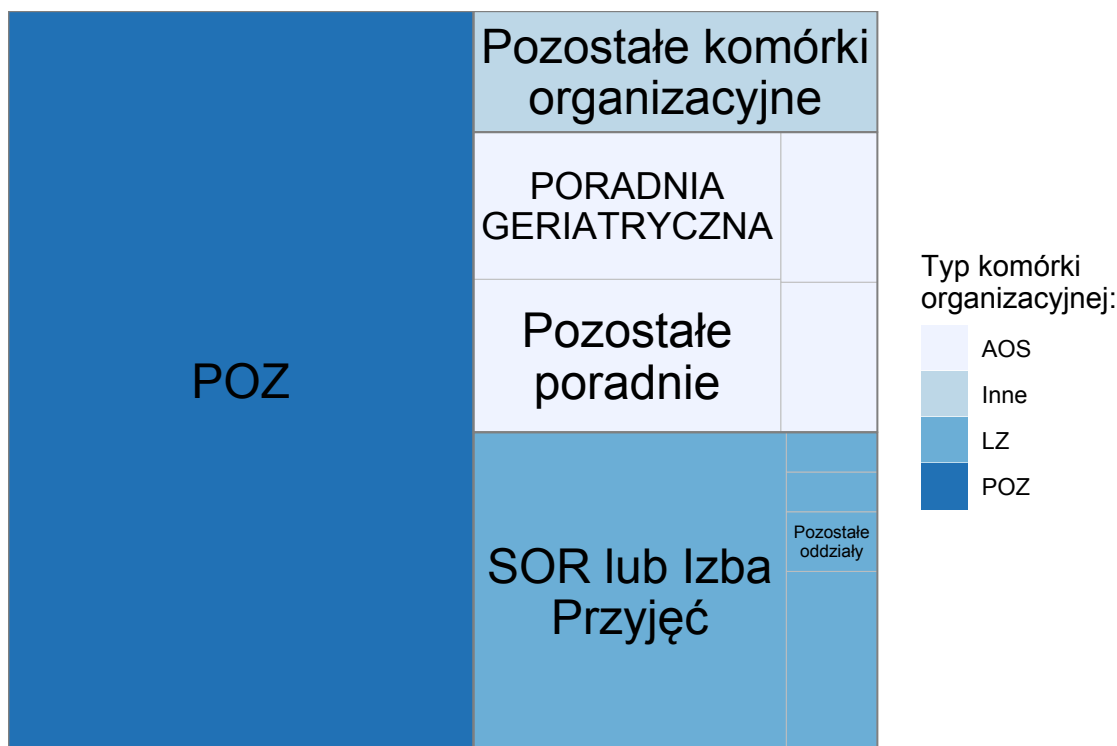 POZ
Pozostałe komórki
organizacyjne
PORADNIA
GERIATRYCZNA
Pozostałe
poradnie
SOR lub Izba
Przyjęć
Pozostałe
oddziały
Typ komórki
organizacyjnej:
AOS
Inne
LZ
POZ